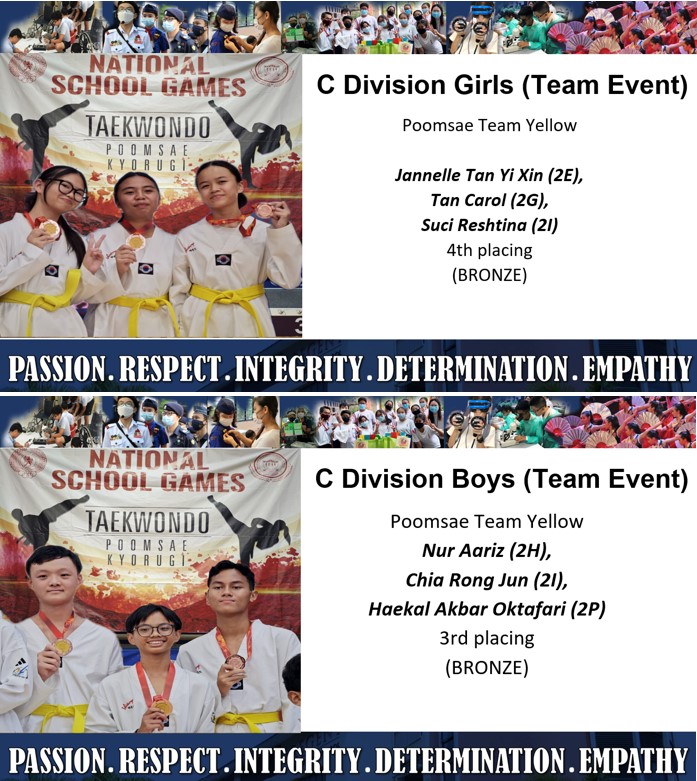 NATIONAL
SCHOOL GAMES
TAEKWONDO
POOMSAE
KYORUGI
C Division Girls (Team Event)
Poomsae Team Yellow
Jannelle Tan Yi Xin (2E),
Tan Carol (2G),
Suci Reshtina (2I)
4th placing
(BRONZE)
PASSION. RESPECT. INTEGRITY. DETERMINATION. EMPATHY
NATIONAL
SCHOOL GAMES
TAEKWONDO
POOMSAE
KYORUGI
C Division Boys (Team Event)
Poomsae Team Yellow
Nur Aariz (2H),
Chia Rong Jun (2I),
Haekal Akbar Oktafari (2P)
3rd placing
(BRONZE)
PASSION. RESPECT. INTEGRITY. DETERMINATION. EMPATHY